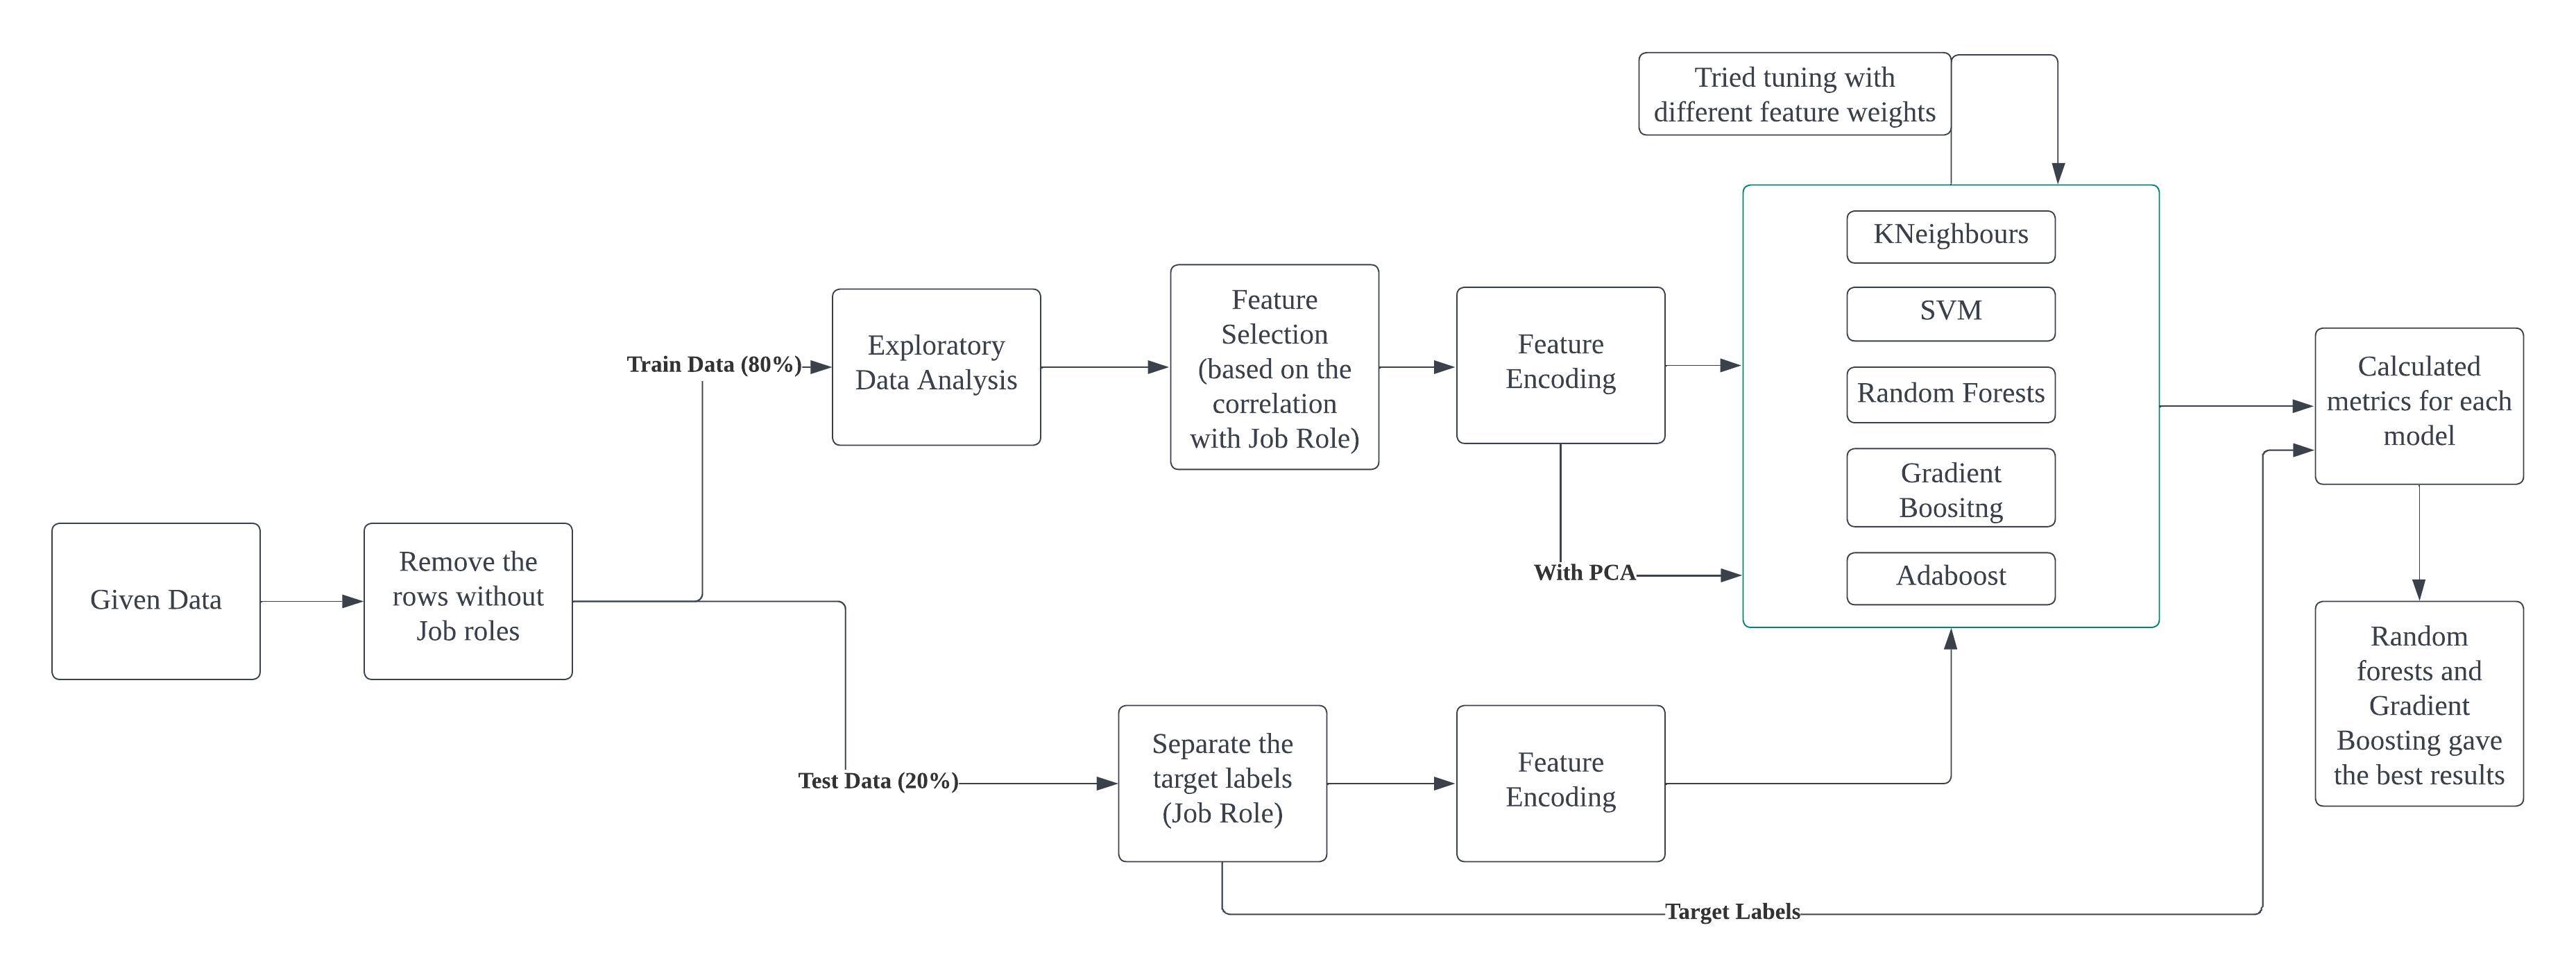 Tried tuning with
different feature weights
KNeighbours
SVM
Random Forests
Gradient
Boositng
Adaboost
Train Data (80%)
Exploratory
Data Analysis
Feature
Selection
(based on the
correlation
with Job Role)
Feature
Encoding
With PCA
Calculated
metrics for each
model
Given Data
Remove the
rows without
Job roles
Random
forests and
Gradient
Boosting gave
the best results
Test Data (20%)
Separate the
target labels
(Job Role)
Feature
Encoding
Target Labels